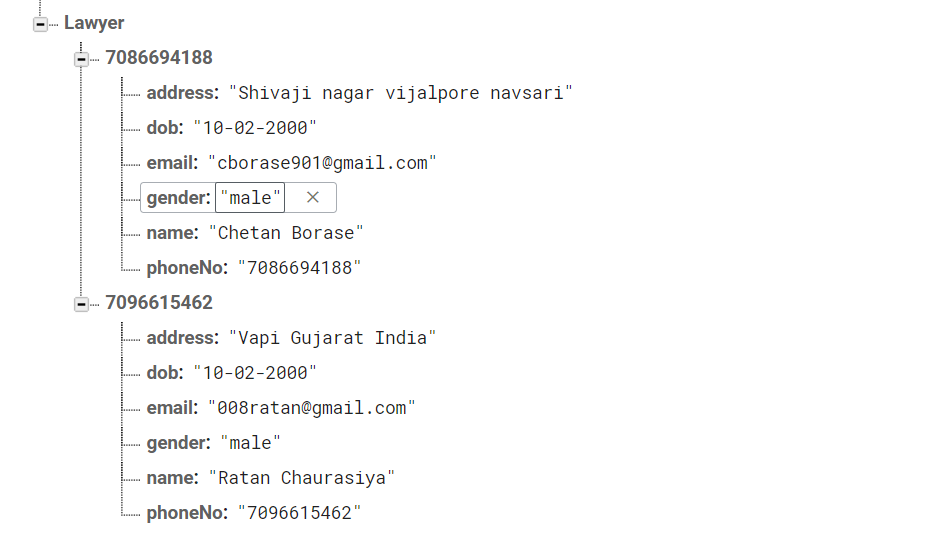 Lawyer
7086694188
address: "Shivaji nagar vijalpore navsari"
dob: "10-02-2000"
email: "cborase901@gmail.com"
gender: "male" ×
name: "Chetan Borase"
phoneNo: "7086694188"
7096615462
address: "Vapi Gujarat India"
dob: "10-02-2000"
email: "008ratan@gmail.com"
gender: "male"
name: "Ratan Chaurasiya"
phoneNo: "7096615462"